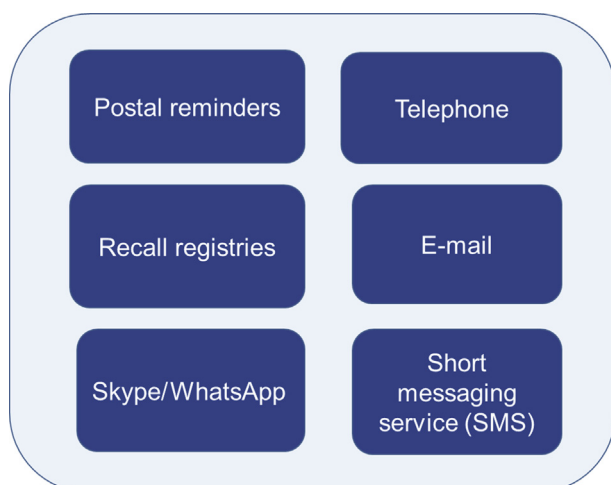 Postal reminders
Telephone
Recall registries
E-mail
Skype/WhatsApp
Short
messaging
service (SMS)